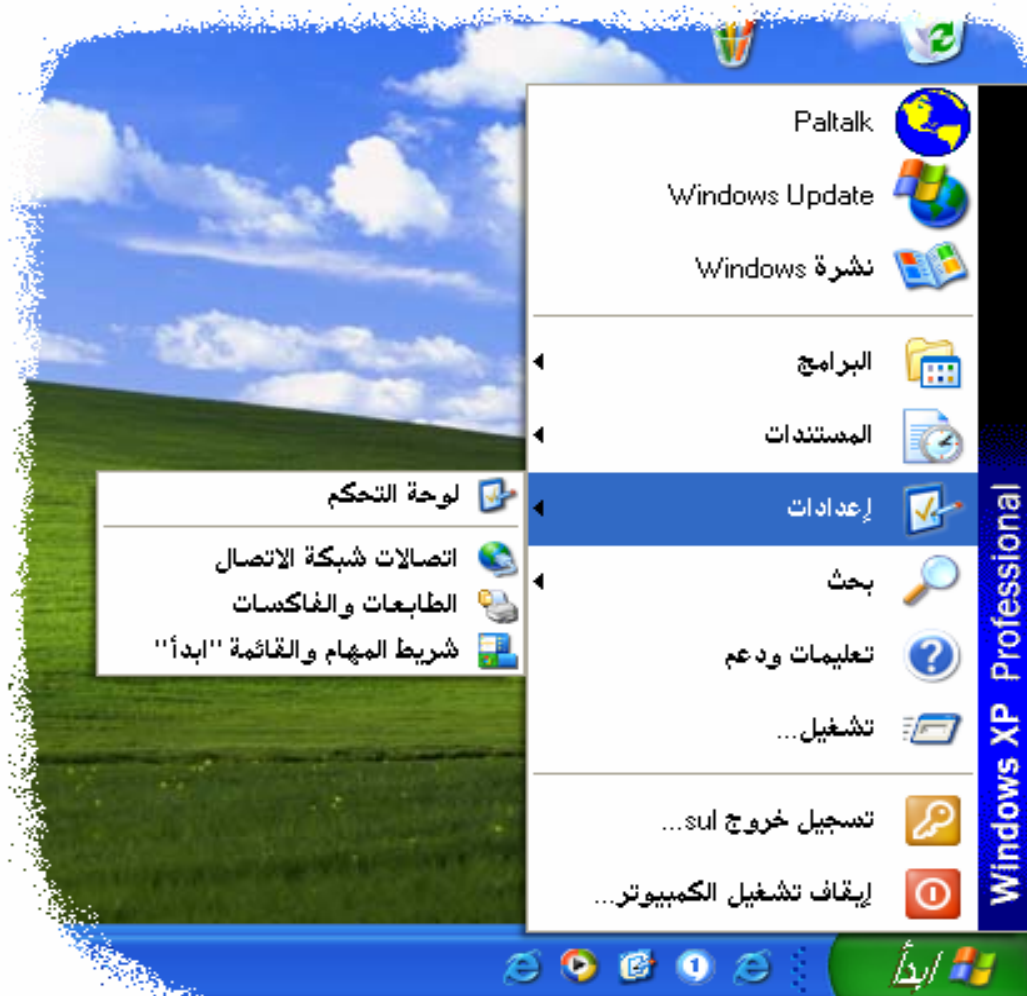 Paltalk
Windows Update
نشرة Windows
البرامج
المستندات
إعدادات
بحث
تعليمات ودعم
تشغيل...
تسجيل خروج sul...
إيقاف تشغيل الكمبيوتر...
لوحة التحكم
اتصالات شبكة الاتصال
الطابعات والفاكسات
شريط المهام والقائمة "ابدأ"
Windows XP Professional
ابدأ